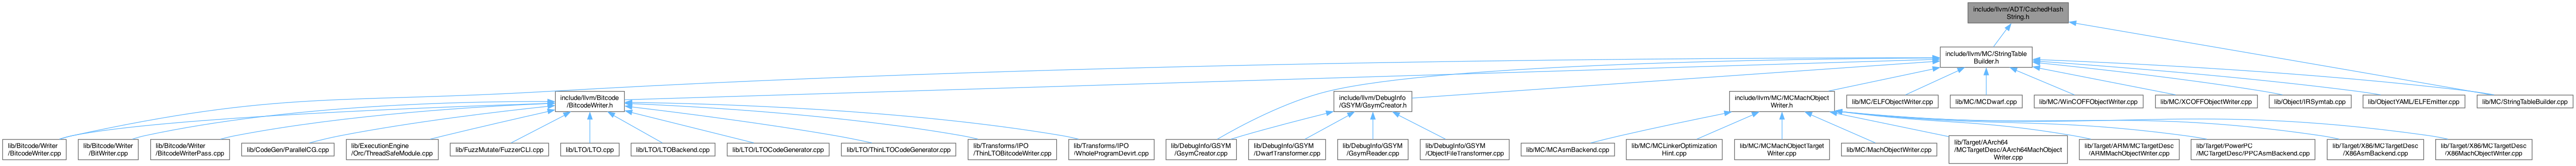 include/llvm/ADT/CachedHash
String.h
include/llvm/MC/StringTable
Builder.h
include/llvm/Bitcode
/BitcodeWriter.h
include/llvm/DebugInfo
/GSYM/GsymCreator.h
include/llvm/MC/MCMachObject
Writer.h
lib/MC/ELFObjectWriter.cpp
lib/MC/MCDwarf.cpp
lib/MC/WinCOFFObjectWriter.cpp
lib/MC/XCOFFObjectWriter.cpp
lib/Object/IRSymtab.cpp
lib/ObjectYAML/ELFEmitter.cpp
lib/MC/StringTableBuilder.cpp
lib/Bitcode/Writer
/BitcodeWriter.cpp
lib/Bitcode/Writer
/BitWriter.cpp
lib/Bitcode/Writer
/BitcodeWriterPass.cpp
lib/CodeGen/ParallelCG.cpp
lib/ExecutionEngine
/Orc/ThreadSafeModule.cpp
lib/FuzzMutate/FuzzerCLI.cpp
lib/LTO/LTO.cpp
lib/LTO/LTOBackend.cpp
lib/LTO/LTOCodeGenerator.cpp
lib/LTO/ThinLTOCodeGenerator.cpp
lib/Transforms/IPO
/ThinLTOBitcodeWriter.cpp
lib/Transforms/IPO
/WholeProgramDevirt.cpp
lib/DebugInfo/GSYM
/GsymCreator.cpp
lib/DebugInfo/GSYM
/DwarfTransformer.cpp
lib/DebugInfo/GSYM
/GsymReader.cpp
lib/DebugInfo/GSYM
/ObjectFileTransformer.cpp
lib/MC/MCAsmBackend.cpp
lib/MC/MCLinkerOptimization
Hint.cpp
lib/MC/MCMachObjectTarget
Writer.cpp
lib/MC/MachObjectWriter.cpp
lib/Target/AArch64
/MCTargetDesc/AArch64MachObject
Writer.cpp
lib/Target/ARM/MCTargetDesc
/ARMMachObjectWriter.cpp
lib/Target/PowerPC
/MCTargetDesc/PPCAsmBackend.cpp
lib/Target/X86/MCTargetDesc
/X86AsmBackend.cpp
lib/Target/X86/MCTargetDesc
/X86MachObjectWriter.cpp